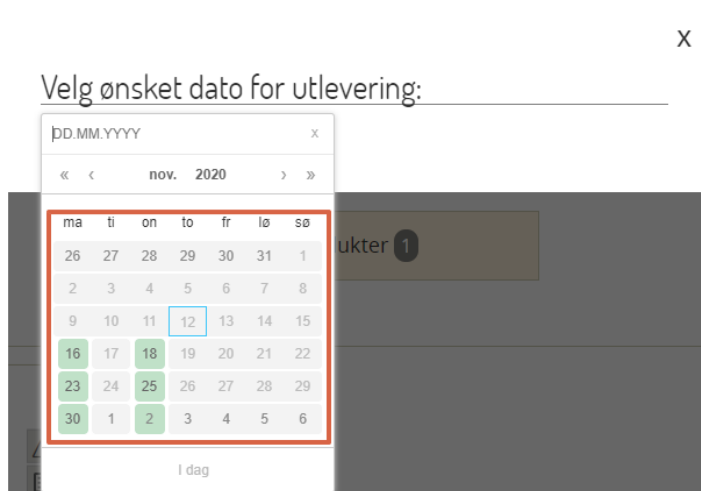 X
Velg ønsket dato for utlevering:
DD.MM.YYYY x
« ‹ nov. 2020 › »
ma ti on to fr lø sø
26 27 28 29 30 31 1
2 3 4 5 6 7 8
9 10 11 12 13 14 15
16 17 18 19 20 21 22
23 24 25 26 27 28 29
30 1 2 3 4 5 6
I dag
ukter 1